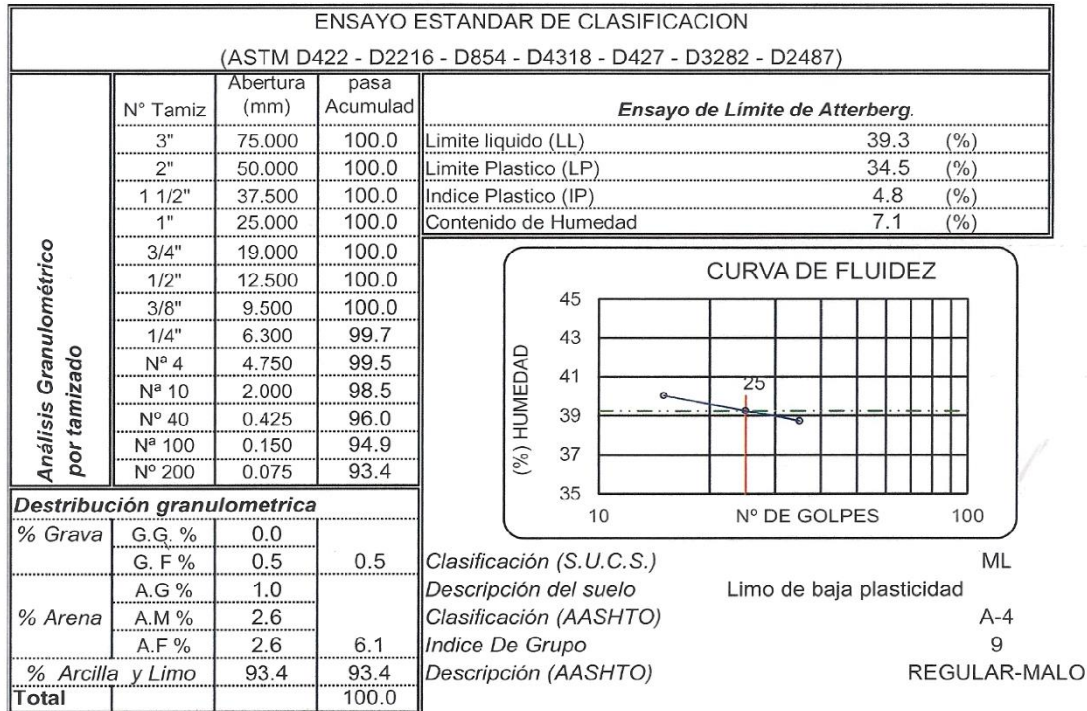 ENSAYO ESTANDAR DE CLASIFICACION
(ASTM D422 - D2216 - D854 - D4318 - D427 - D3282 - D2487)
Análisis Granulométrico
por tamizado
N° Tamiz Abertura (mm) pasa Acumulad
3" 75.000 100.0
2" 50.000 100.0
1 1/2" 37.500 100.0
1" 25.000 100.0
3/4" 19.000 100.0
1/2" 12.500 100.0
3/8" 9.500 100.0
1/4" 6.300 99.7
Nº 4 4.750 99.5
Nª 10 2.000 98.5
Nº 40 0.425 96.0
Nª 100 0.150 94.9
Nº 200 0.075 93.4
Destribución granulometrica
% Grava G.G. % 0.0
G. F % 0.5 0.5
A.G % 1.0
% Arena A.M % 2.6
A.F % 2.6 6.1
% Arcilla y Limo 93.4 93.4
Total 100.0
Ensayo de Límite de Atterberg.
Limite liquido (LL) 39.3 (%)
Limite Plastico (LP) 34.5 (%)
Indice Plastico (IP) 4.8 (%)
Contenido de Humedad 7.1 (%)
CURVA DE FLUIDEZ
(%) HUMEDAD
45
43
41
39
37
35
25
10 Nº DE GOLPES 100
Clasificación (S.U.C.S.) ML
Descripción del suelo Limo de baja plasticidad
Clasificación (AASHTO) A-4
Indice De Grupo 9
Descripción (AASHTO) REGULAR-MALO